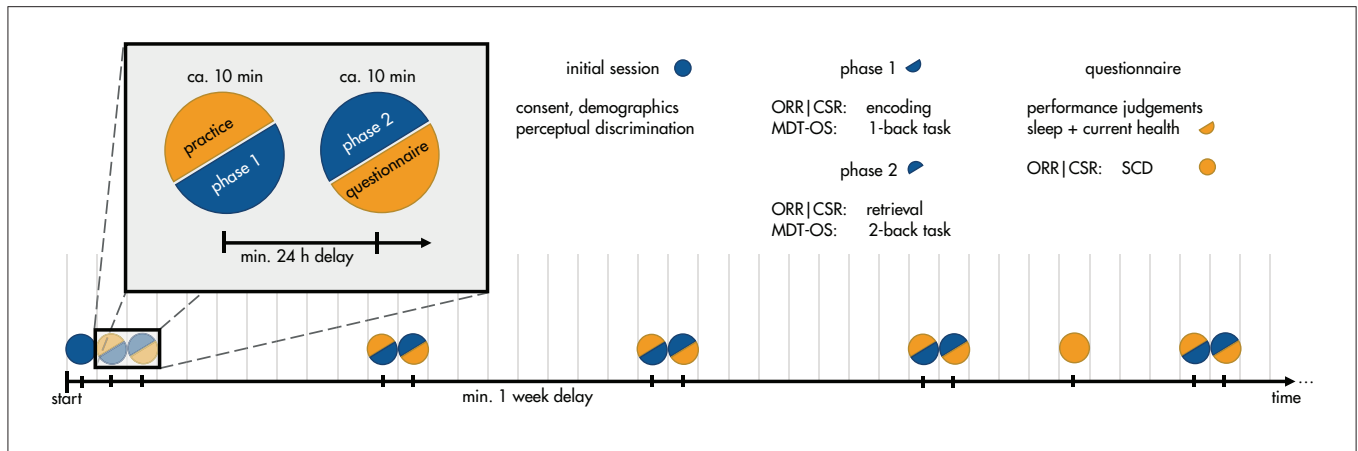 ca. 10 min
ca. 10 min
practice
phase 1
phase 2
questionnaire
min. 24 h delay
initial session
consent, demographics
perceptual discrimination
phase 1
ORR|CSR: encoding
MDT-OS: 1-back task
phase 2
ORR|CSR: retrieval
MDT-OS: 2-back task
questionnaire
performance judgements
sleep + current health
ORR|CSR: SCD
start
min. 1 week delay
time
...